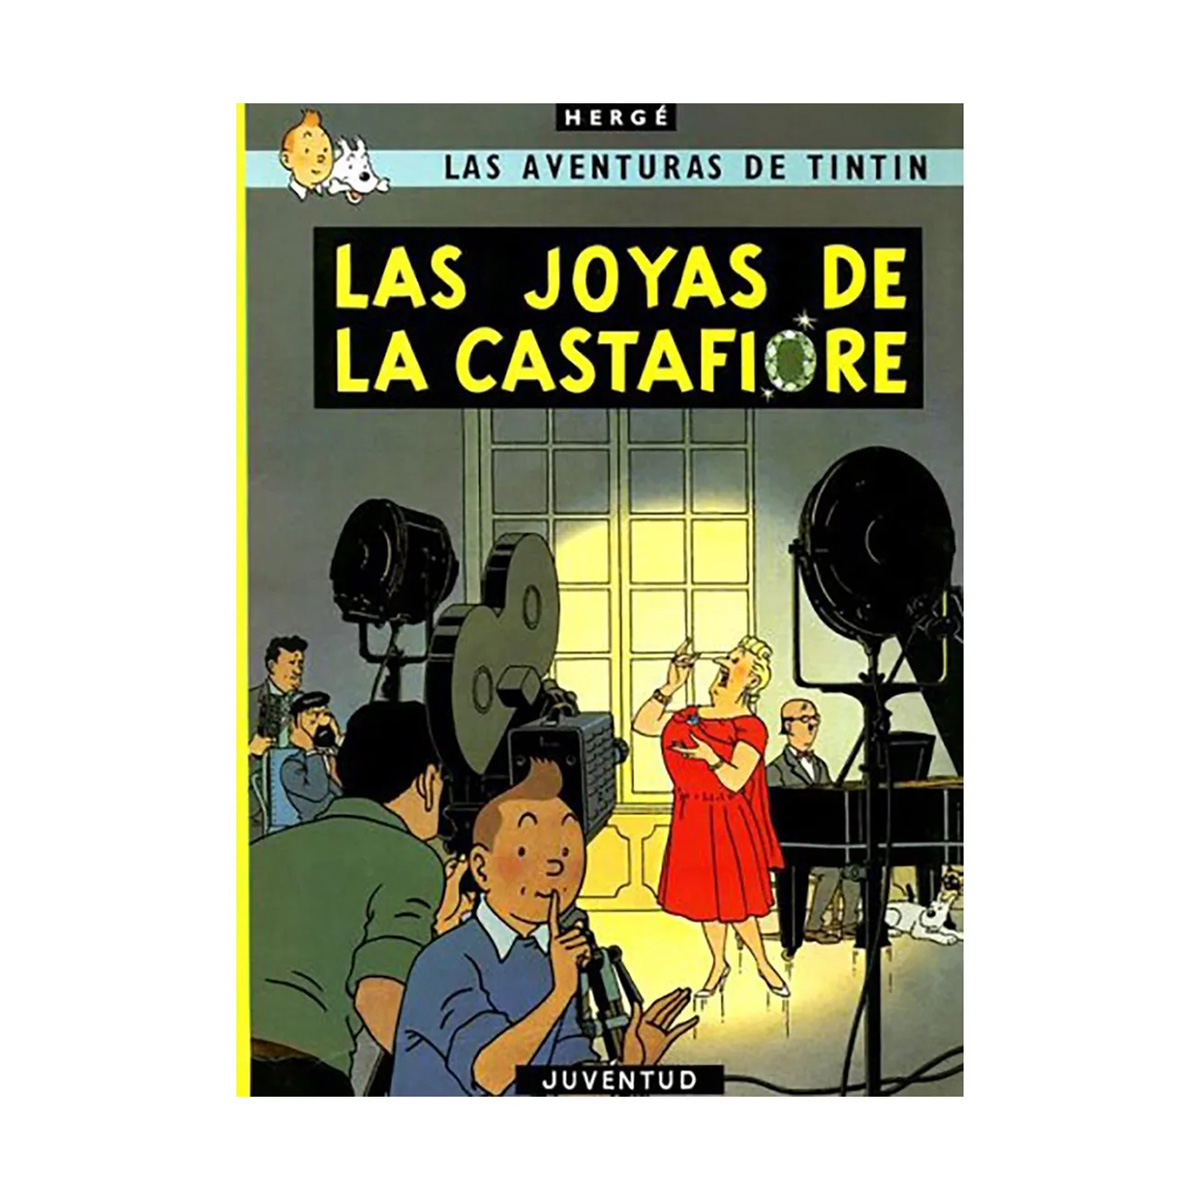 HERGÉ
LAS AVENTURAS DE TINTIN
LAS JOYAS DE
LA CASTAFIORE
JUVENTUD